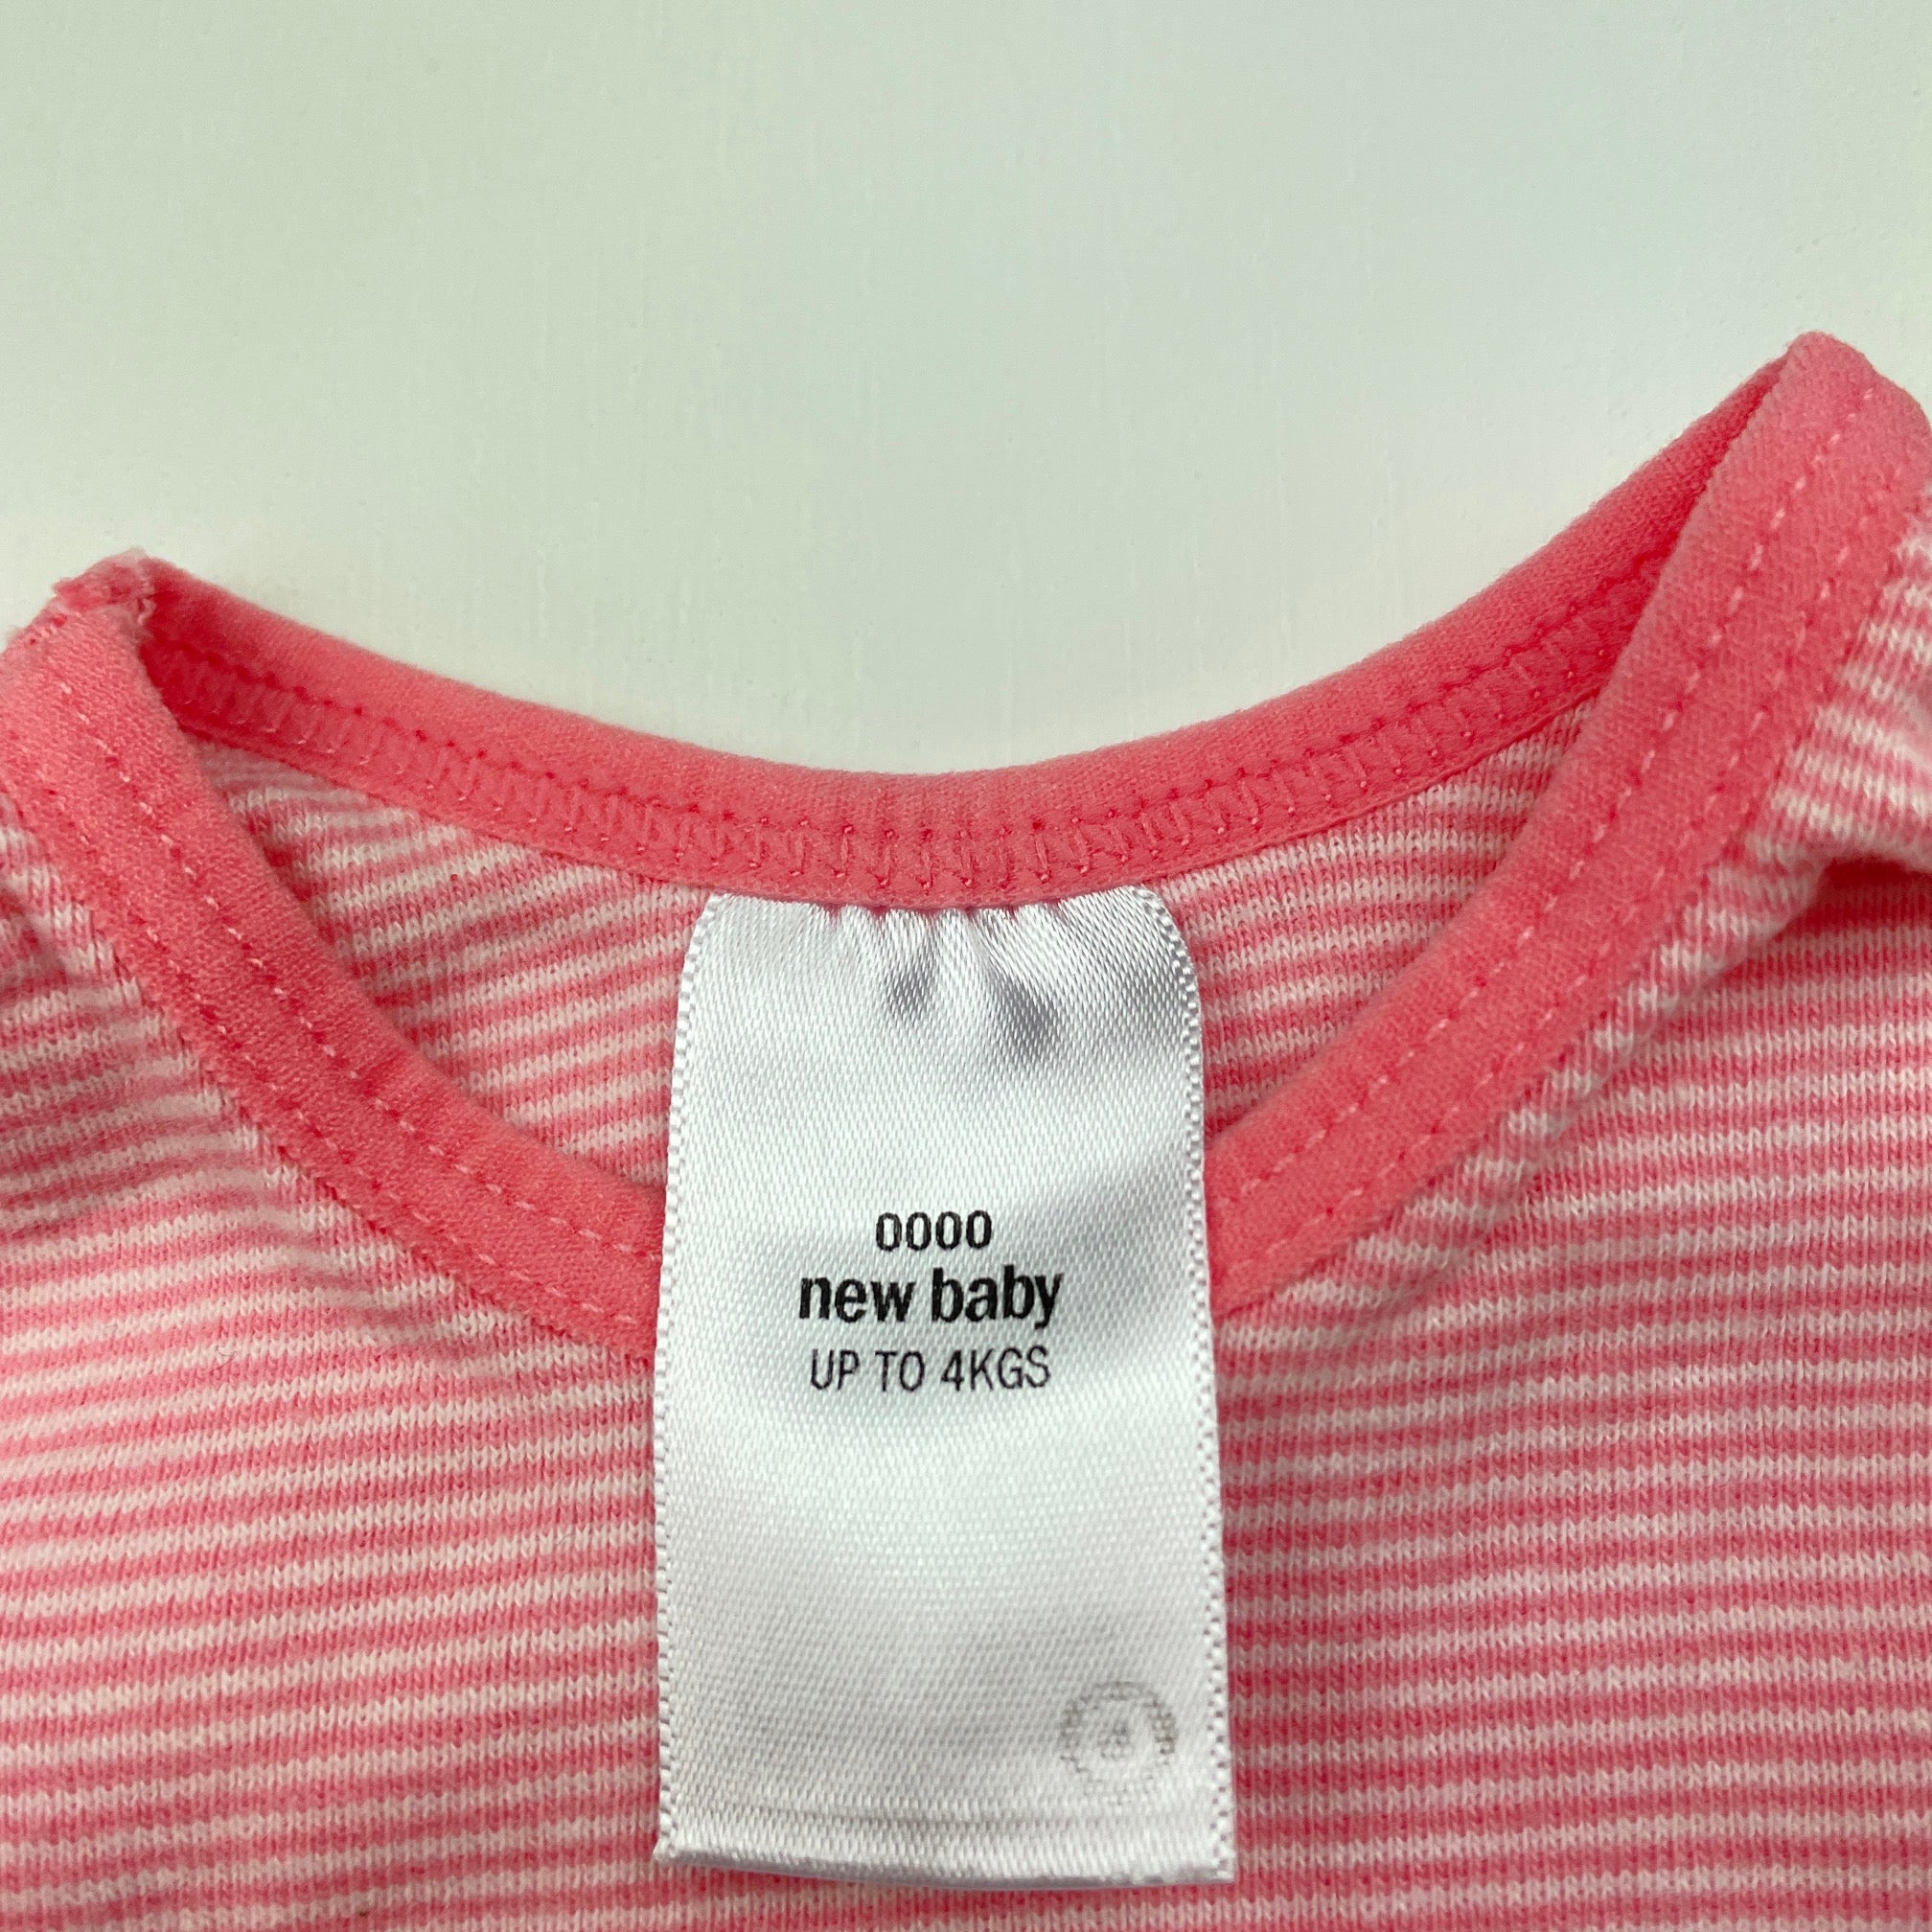 0000
new baby
UP TO 4KGS